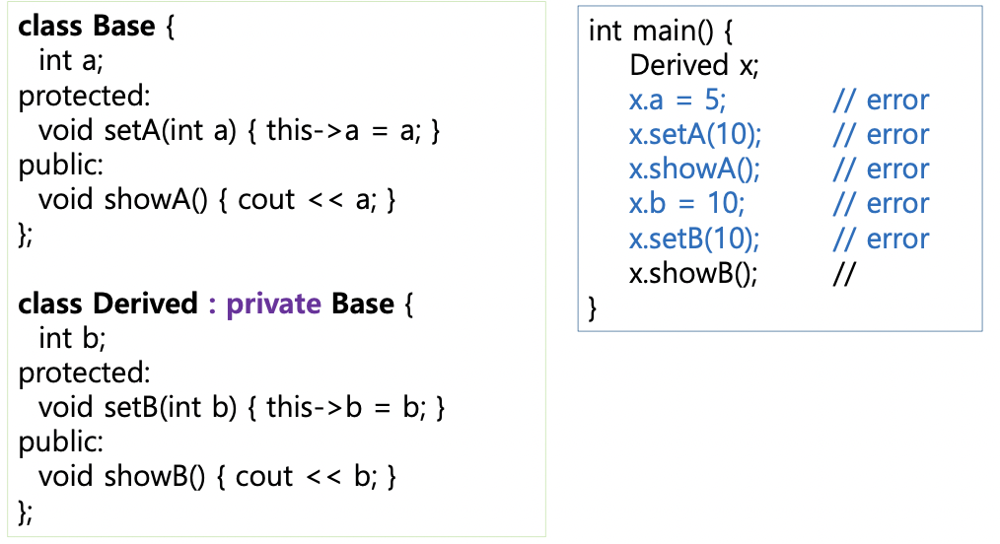 class Base {
int a;
protected:
void setA(int a) { this->a = a; }
public:
void showA() { cout << a; }
};
class Derived : private Base {
int b;
protected:
void setB(int b) { this->b = b; }
public:
void showB() { cout << b; }
};
int main() {
Derived x;
x.a = 5; // error
x.setA(10); // error
x.showA(); // error
x.b = 10; // error
x.setB(10); // error
x.showB(); //
}